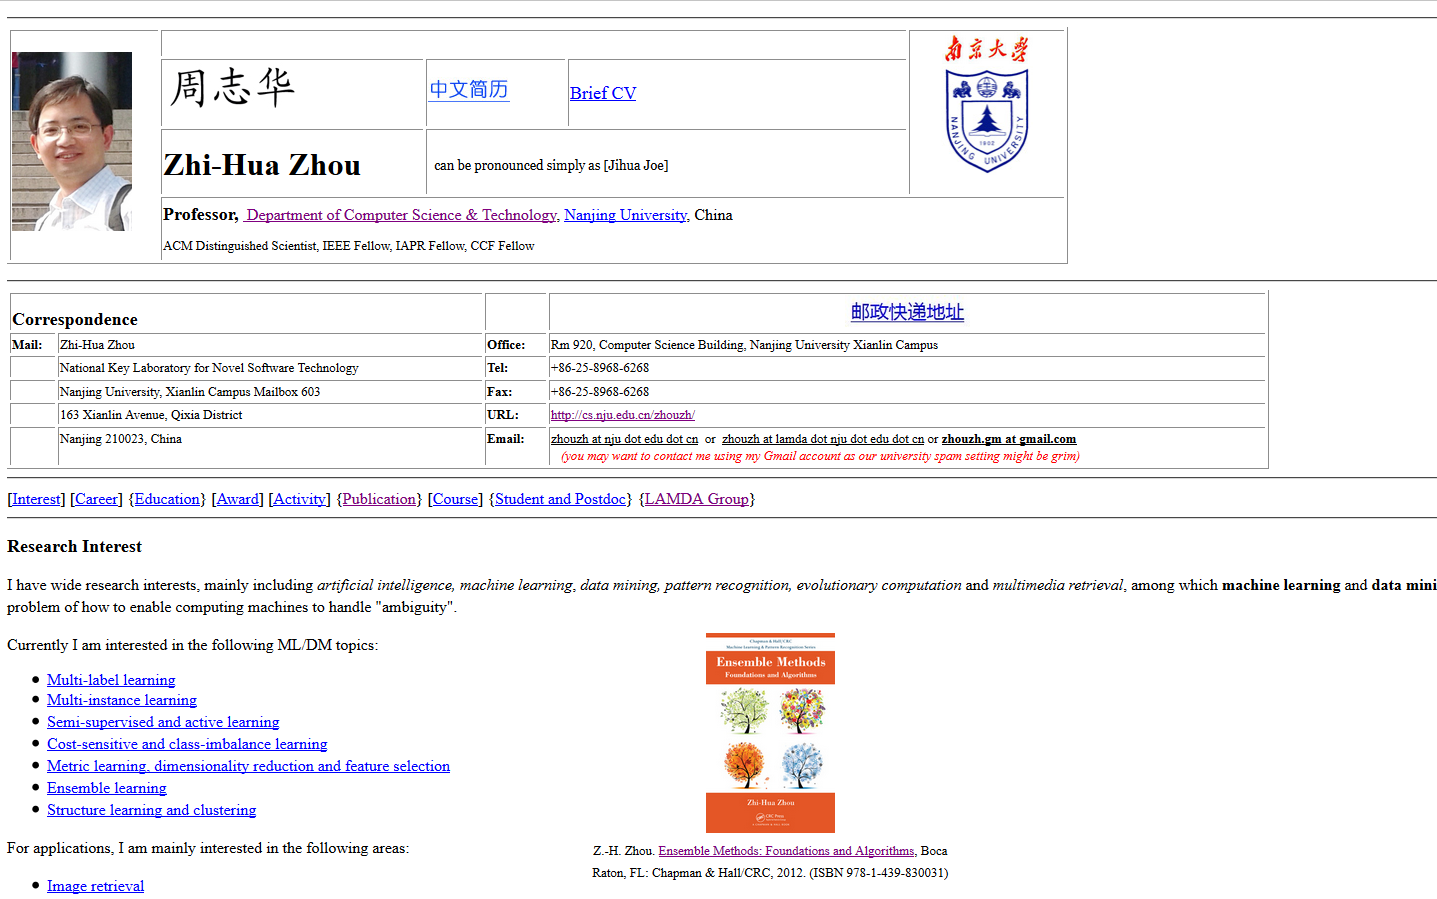 周志华
中文简历
Brief CV
南京大学
NANJING UNIVERSITY
1902
Zhi-Hua Zhou
can be pronounced simply as [Jihua Joe]
Professor, Department of Computer Science & Technology, Nanjing University, China
ACM Distinguished Scientist, IEEE Fellow, IAPR Fellow, CCF Fellow
Correspondence
邮政快递地址
Mail: Zhi-Hua Zhou Office: Rm 920, Computer Science Building, Nanjing University Xianlin Campus
National Key Laboratory for Novel Software Technology Tel: +86-25-8968-6268
Nanjing University, Xianlin Campus Mailbox 603 Fax: +86-25-8968-6268
163 Xianlin Avenue, Qixia District URL: http://cs.nju.edu.cn/zhouzh/
Nanjing 210023, China Email: zhouzh at nju dot edu dot cn or zhouzh at lamda dot nju dot edu dot cn or zhouzh.gm at gmail.com
(you may want to contact me using my Gmail account as our university spam setting might be grim)
[Interest] [Career] {Education} [Award] [Activity] {Publication} [Course] {Student and Postdoc} {LAMDA Group}
Research Interest
I have wide research interests, mainly including artificial intelligence, machine learning, data mining, pattern recognition, evolutionary computation and multimedia retrieval, among which machine learning and data mini
problem of how to enable computing machines to handle "ambiguity".
Currently I am interested in the following ML/DM topics:
Multi-label learning
Multi-instance learning
Semi-supervised and active learning
Cost-sensitive and class-imbalance learning
Metric learning, dimensionality reduction and feature selection
Ensemble learning
Structure learning and clustering
For applications, I am mainly interested in the following areas:
Image retrieval
Chapman & Hall/CRC
Machine Learning & Pattern Recognition Series
Ensemble Methods
Foundations and Algorithms
Zhi-Hua Zhou
CRC Press
Z.-H. Zhou. Ensemble Methods: Foundations and Algorithms, Boca
Raton, FL: Chapman & Hall/CRC, 2012. (ISBN 978-1-439-830031)